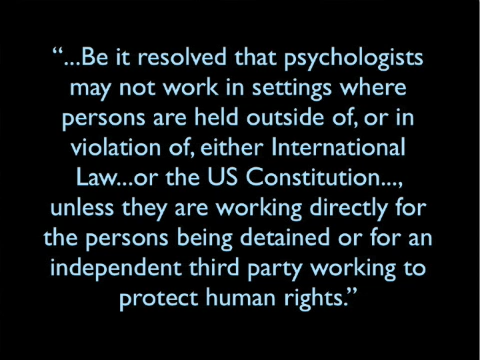 “...Be it resolved that psychologists
may not work in settings where
persons are held outside of, or in
violation of, either International
Law...or the US Constitution...,
unless they are working directly for
the persons being detained or for an
independent third party working to
protect human rights.”